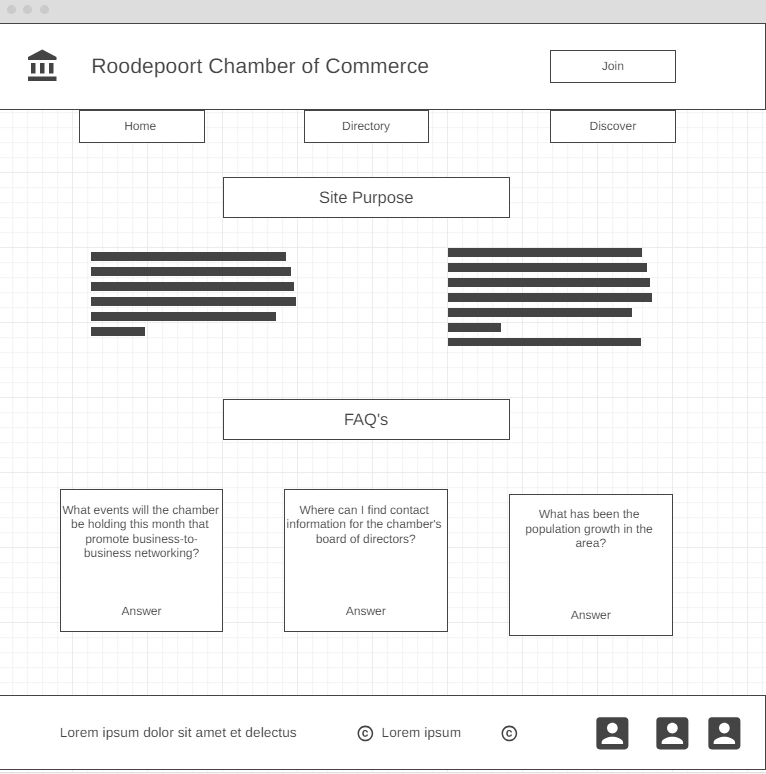 Roodepoort Chamber of Commerce
Join
Home
Directory
Discover
Site Purpose
FAQ's
What events will the chamber
be holding this month that
promote business-to-
business networking?
Answer
Where can I find contact
information for the chamber's
board of directors?
Answer
What has been the
population growth in the
area?
Answer
Lorem ipsum dolor sit amet et delectus
© Lorem ipsum
©